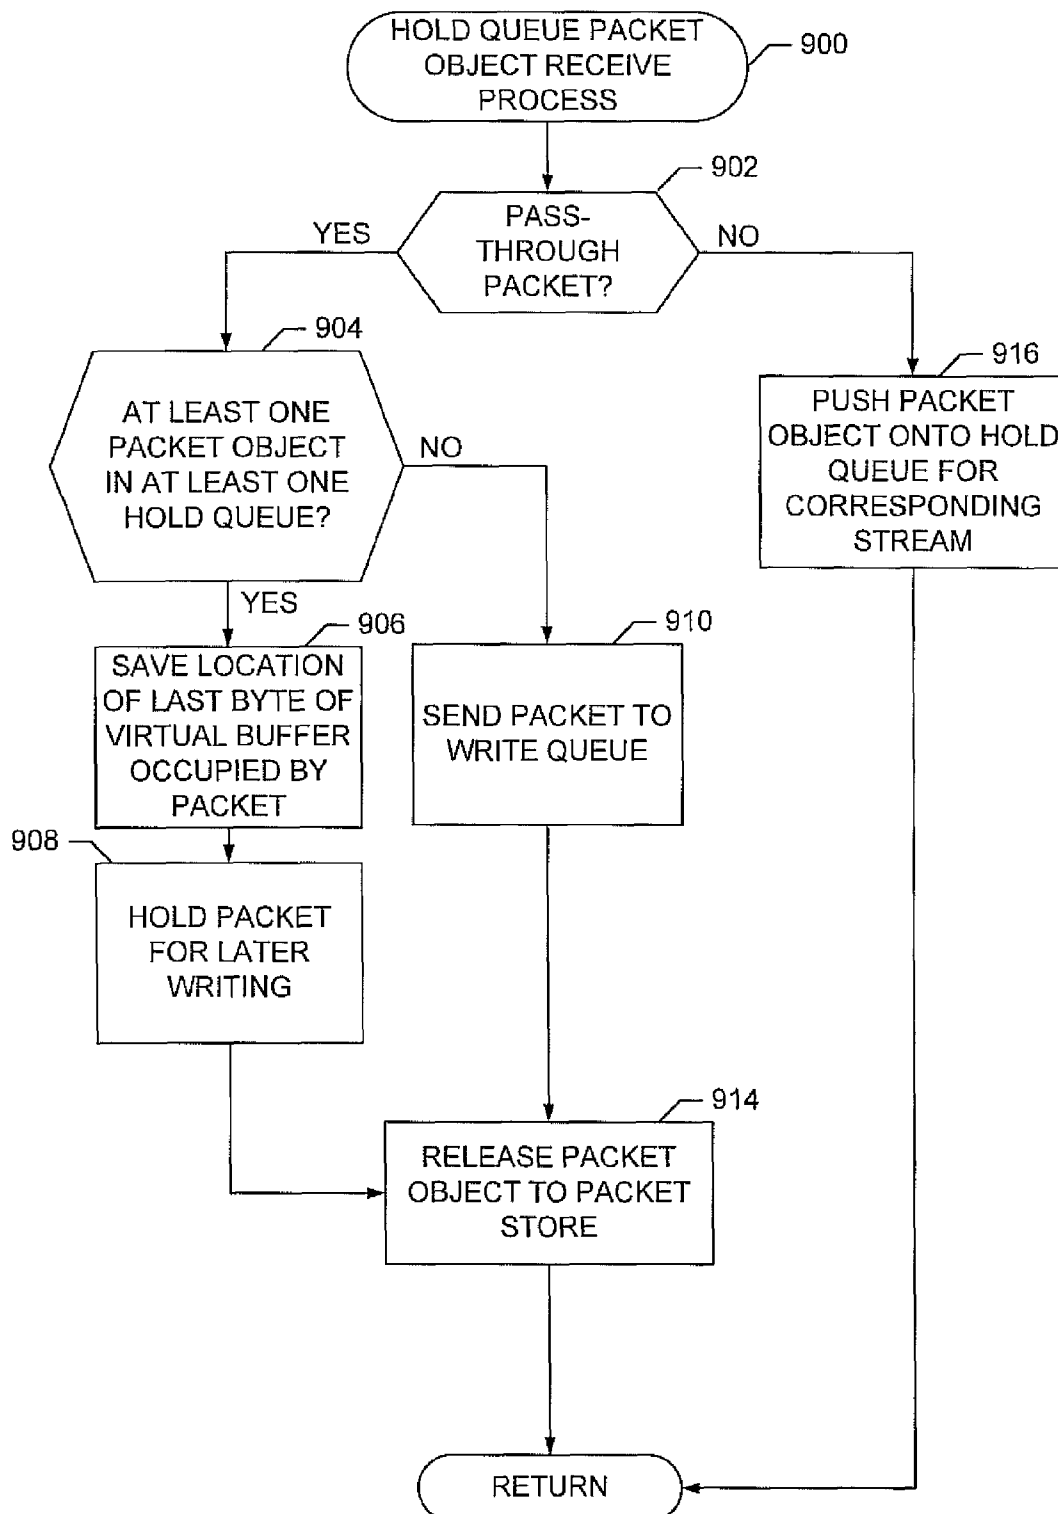 HOLD QUEUE PACKET
OBJECT RECEIVE
PROCESS
900
902
PASS-
THROUGH
PACKET?
YES
NO
904
AT LEAST ONE
PACKET OBJECT
IN AT LEAST ONE
HOLD QUEUE?
NO
YES
916
PUSH PACKET
OBJECT ONTO HOLD
QUEUE FOR
CORRESPONDING
STREAM
906
SAVE LOCATION
OF LAST BYTE OF
VIRTUAL BUFFER
OCCUPIED BY
PACKET
910
SEND PACKET TO
WRITE QUEUE
908
HOLD PACKET
FOR LATER
WRITING
914
RELEASE PACKET
OBJECT TO PACKET
STORE
RETURN